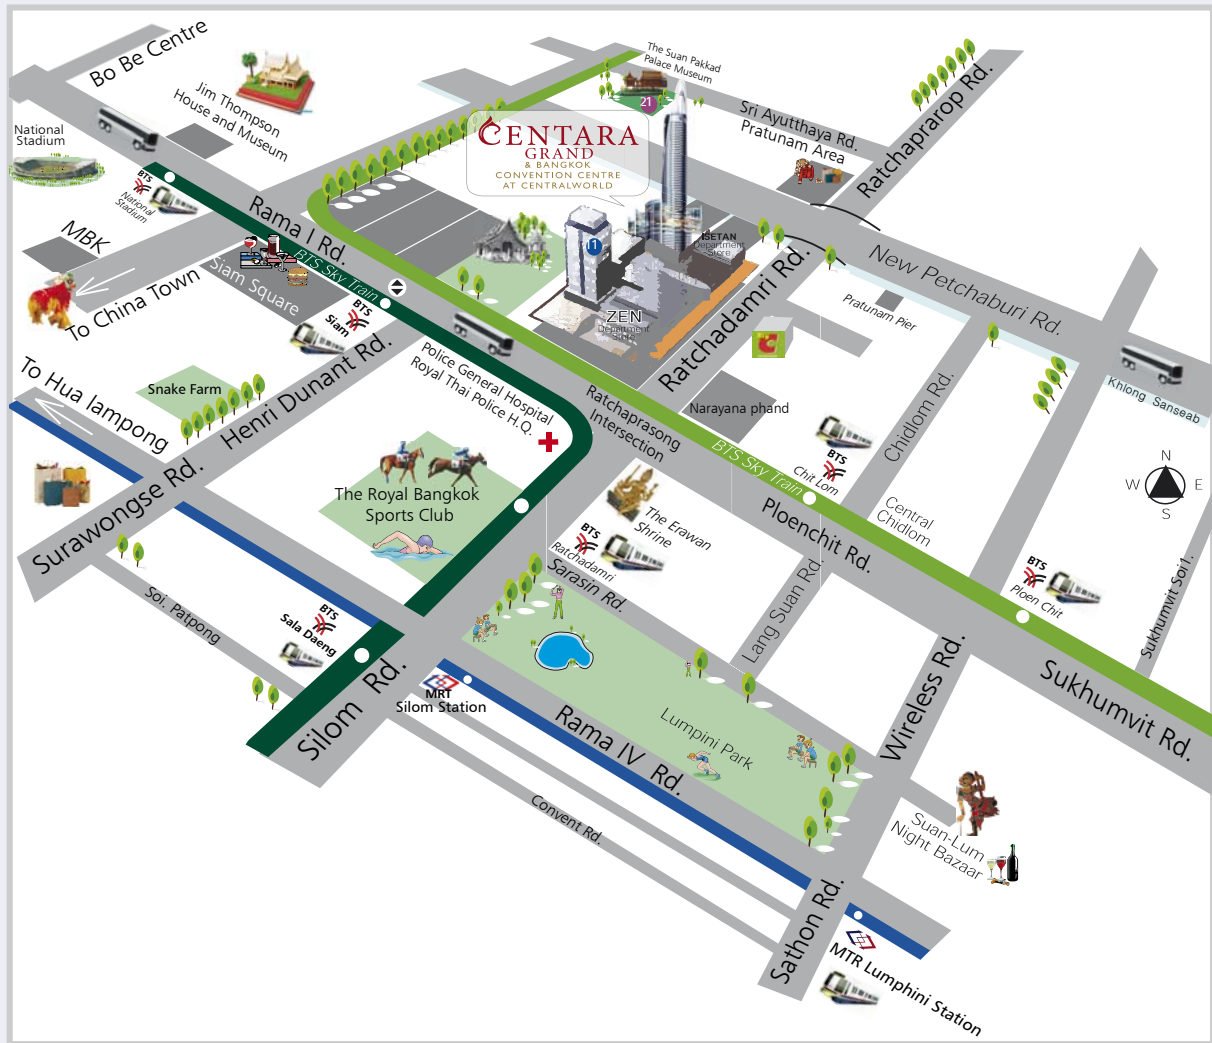 Bo Be Centre
Jim Thompson
House and Museum
National
Stadium
BTS
National
Stadium
MBK
To China Town
Rama I Rd.
BTS Sky Train
Siam Square
BTS
Siam
The Suan Pakkad
Palace Museum
21
CENTARA
GRAND
& BANGKOK
CONVENTION CENTRE
AT CENTRALWORLD
Sri Ayutthaya Rd.
Pratunam Area
Ratchaprarop Rd.
11
ISETAN
Department
Store
ZEN
Department
Store
Ratchadamri Rd.
New Petchaburi Rd.
Pratunam Pier
Khlong Sanseab
To Hua lampong
Snake Farm
Henri Dunant Rd.
Surawongse Rd.
Police General Hospital
Royal Thai Police H.Q.
Ratchaprasong
Intersection
Narayana phand
BTS Sky Train
BTS
Chit Lom
Chidlom Rd.
Central
Chidlom
N
W
E
S
The Royal Bangkok
Sports Club
The Erawan
Shrine
BTS
Ratchadamri
Sarasin Rd.
Ploenchit Rd.
Lang Suan Rd.
BTS
Ploen Chit
Sukhumvit Soi 1.
Sukhumvit Rd.
Wireless Rd.
Soi. Patpong
BTS
Sala Daeng
Silom Rd.
MRT
Silom Station
Rama IV Rd.
Lumpini Park
Convent Rd.
Suan-Lum
Night Bazaar
Sathon Rd.
MTR Lumphini Station